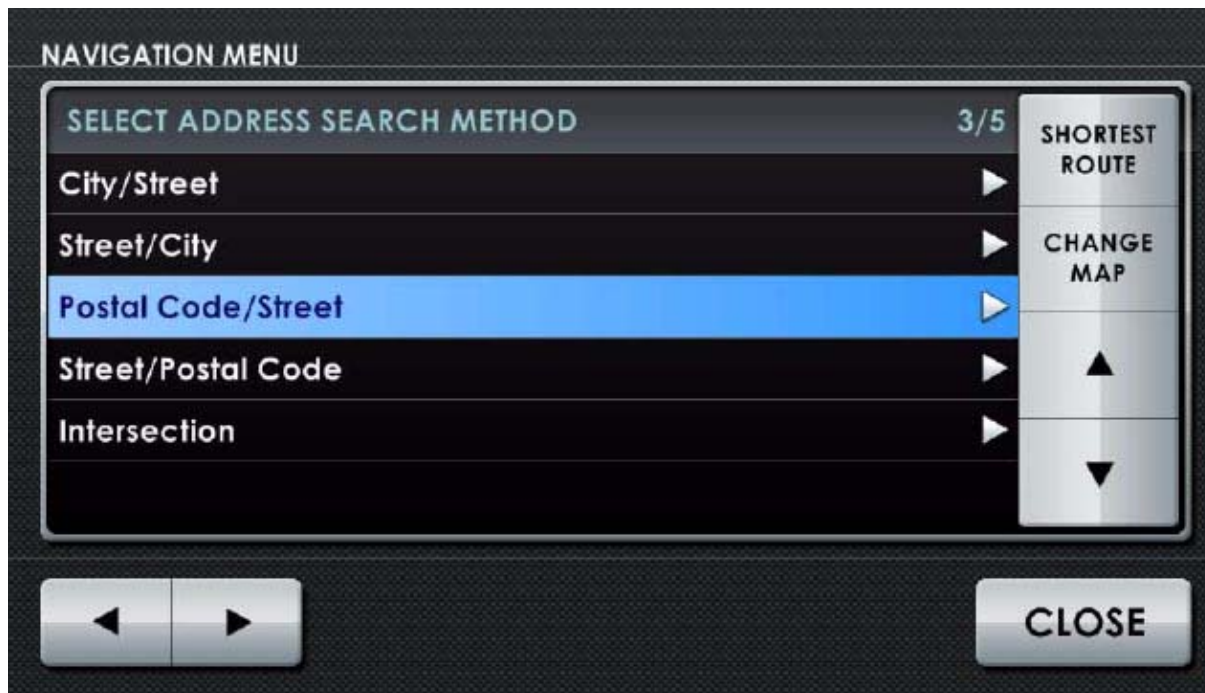 NAVIGATION MENU
SELECT ADDRESS SEARCH METHOD 3/5
City/Street
Street/City
Postal Code/Street
Street/Postal Code
Intersection
SHORTEST
ROUTE
CHANGE
MAP
CLOSE